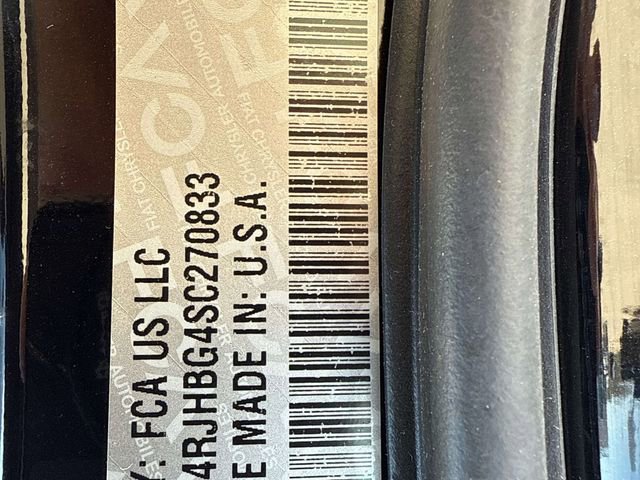 Y: FCA US LLC
4RJHBG4SC270833
E MADE IN: U.S.A.